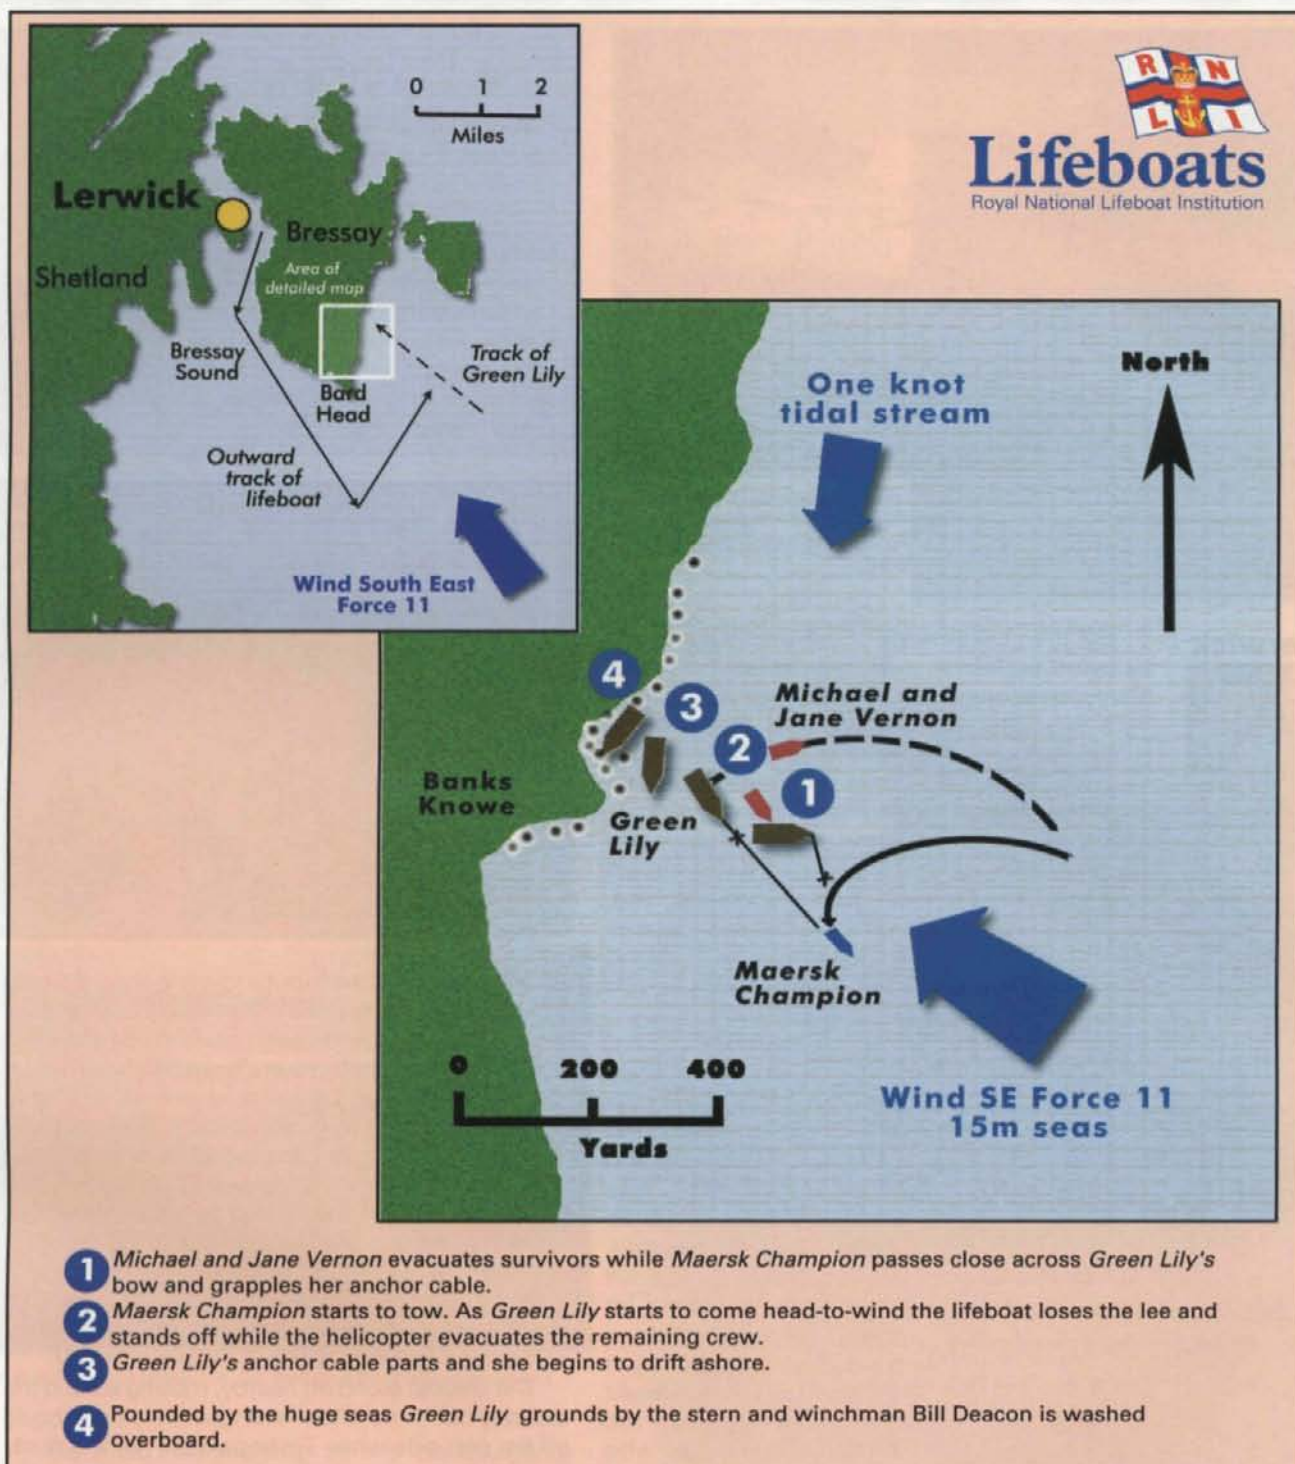 0 1 2
Miles
Lerwick
Bressay
Shetland
Area of
detailed map
Bressay
Sound
Bard
Head
Track of
Green Lily
Outward
track of
lifeboat
Wind South East
Force 11
R N
L I
Lifeboats
Royal National Lifeboat Institution
One knot
tidal stream
North
4
3
Michael and
Jane Vernon
2
1
Banks
Knowe
Green
Lily
Maersk
Champion
0 200 400
Yards
Wind SE Force 11
15m seas
1 Michael and Jane Vernon evacuates survivors while Maersk Champion passes close across Green Lily's
bow and grapples her anchor cable.
2 Maersk Champion starts to tow. As Green Lily starts to come head-to-wind the lifeboat loses the lee and
stands off while the helicopter evacuates the remaining crew.
3 Green Lily's anchor cable parts and she begins to drift ashore.
4 Pounded by the huge seas Green Lily grounds by the stern and winchman Bill Deacon is washed
overboard.